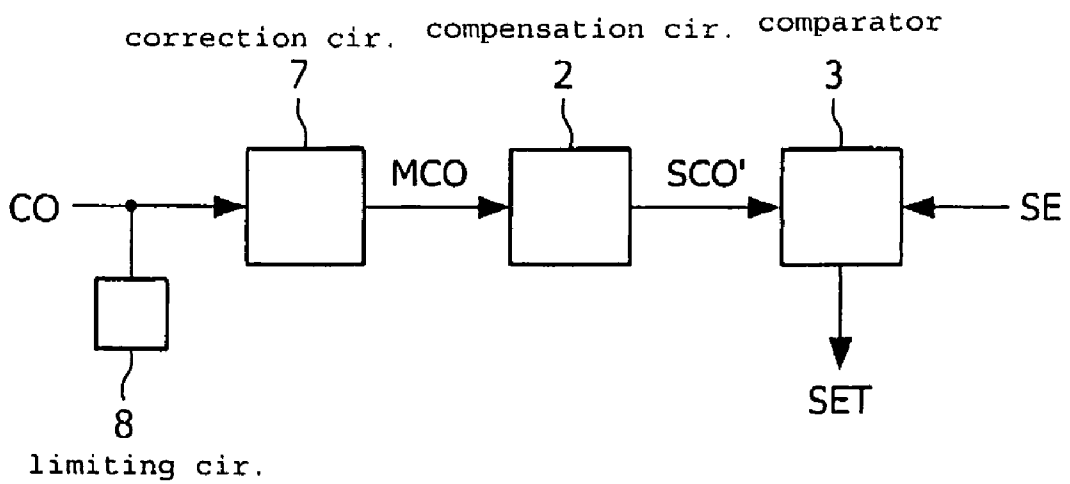 correction cir. compensation cir. comparator
7 2 3
CO MCO SCO' SE
8 SET
limiting cir.